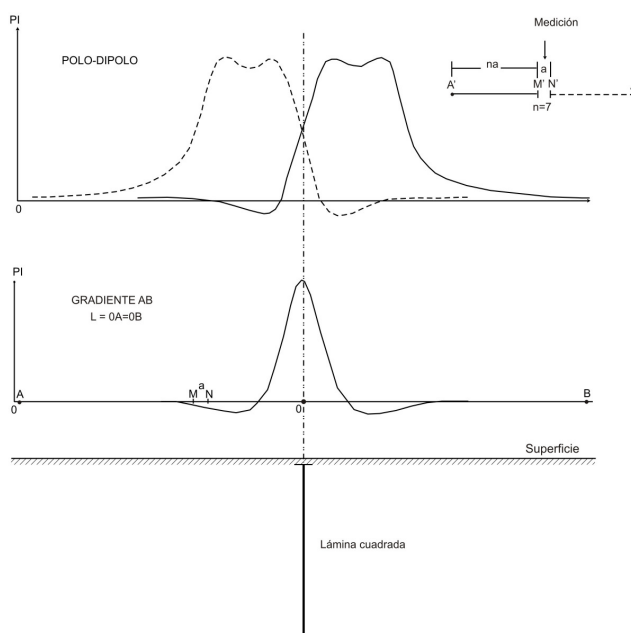 PI
POLO-DIPOLO
Medición
na
a
A' M' N'
n=7
0
PI
GRADIENTE AB
L = 0A=0B
A M a N 0 B
0
Superficie
Lámina cuadrada